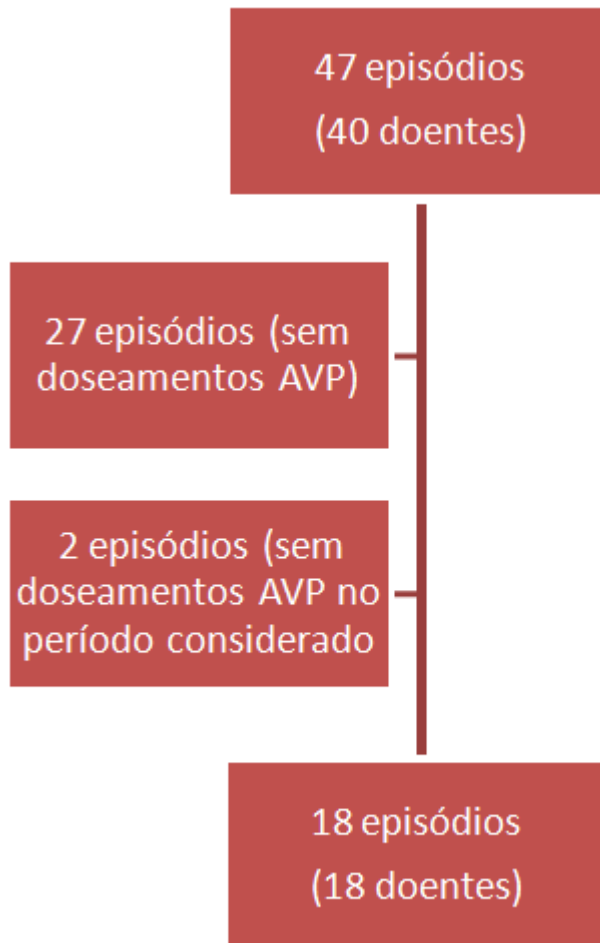 47 episódios
(40 doentes)
27 episódios (sem
doseamentos AVP)
2 episódios (sem
doseamentos AVP no
período considerado
18 episódios
(18 doentes)